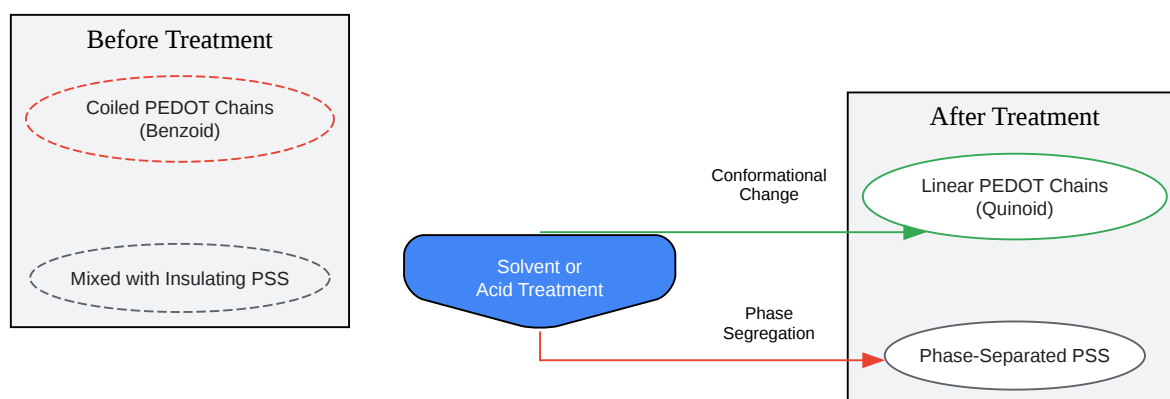 Before Treatment
Coiled PEDOT Chains
(Benzoid)
Mixed with Insulating PSS
Solvent or
Acid Treatment
Conformational
Change
Phase
Segregation
After Treatment
Linear PEDOT Chains
(Quinoid)
Phase-Separated PSS